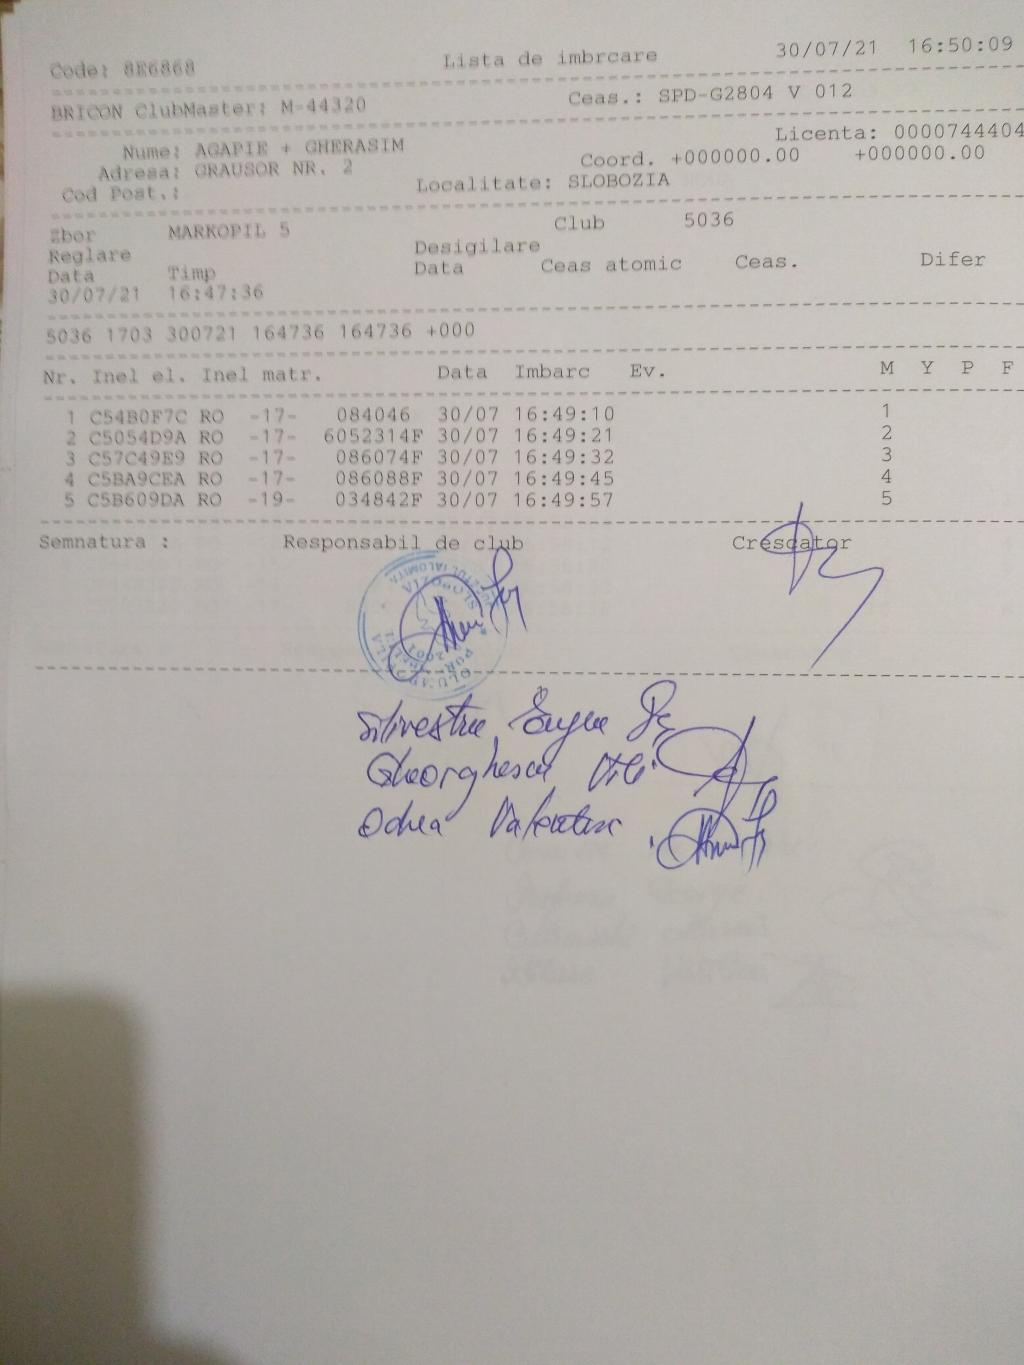 Code: 8E6868 Lista de imbrcare 30/07/21 16:50:09
BRICON ClubMaster: M-44320 Ceas.: SPD-G2804 V 012
Licenta: 0000744404
Nume: AGAPIE + GHERASIM Coord. +000000.00 +000000.00
Adresa: GRAUSOR NR. 2
Cod Post.: Localitate: SLOBOZIA
Zbor MARKOPIL 5 Club 5036
Reglare Desigilare
Data Timp Data Ceas atomic Ceas. Difer
30/07/21 16:47:36
5036 1703 300721 164736 164736 +000
Nr. Inel el. Inel matr. Data Imbarc Ev. M Y P F
1 C54B0F7C RO -17- 084046 30/07 16:49:10 1
2 C5054D9A RO -17- 6052314F 30/07 16:49:21 2
3 C57C49E9 RO -17- 086074F 30/07 16:49:32 3
4 C5BA9CEA RO -17- 086088F 30/07 16:49:45 4
5 C5B609DA RO -19- 034842F 30/07 16:49:57 5
Semnatura : Responsabil de club Crescator
SLOBOZIA
2001
Silivestru
Gheorghescu
Odrea Valentin